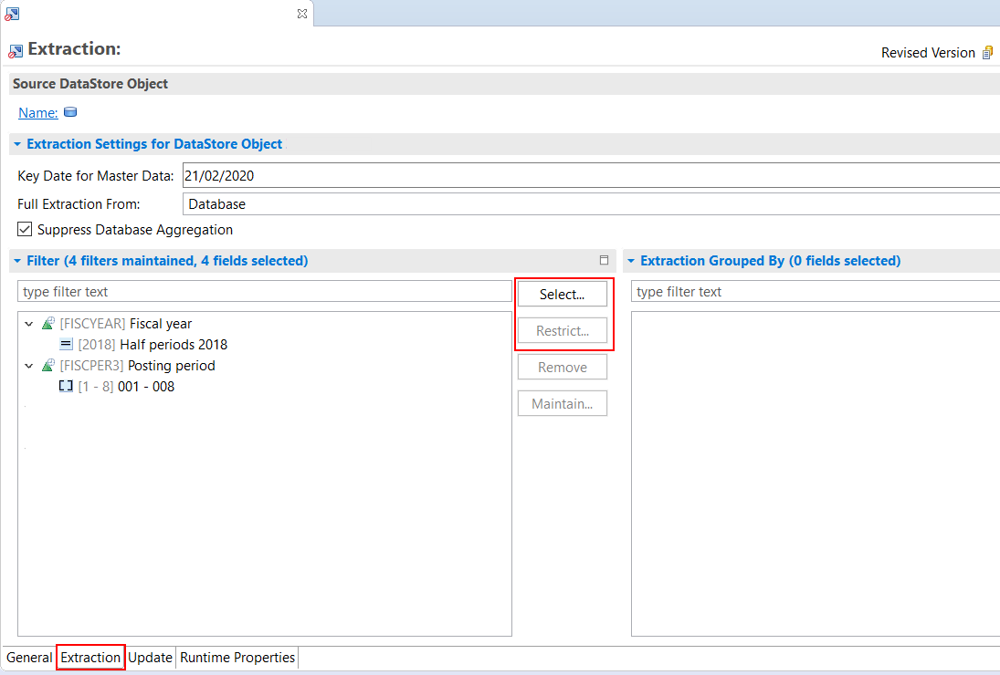 Extraction:
Revised Version
Source DataStore Object
Name:
Extraction Settings for DataStore Object
Key Date for Master Data: 21/02/2020
Full Extraction From: Database
Suppress Database Aggregation
Filter (4 filters maintained, 4 fields selected)
Extraction Grouped By (0 fields selected)
type filter text
Select...
type filter text
[FISCYEAR] Fiscal year
Restrict...
[2018] Half periods 2018
[FISCPER3] Posting period
Remove
[1 - 8] 001 - 008
Maintain...
General Extraction Update Runtime Properties